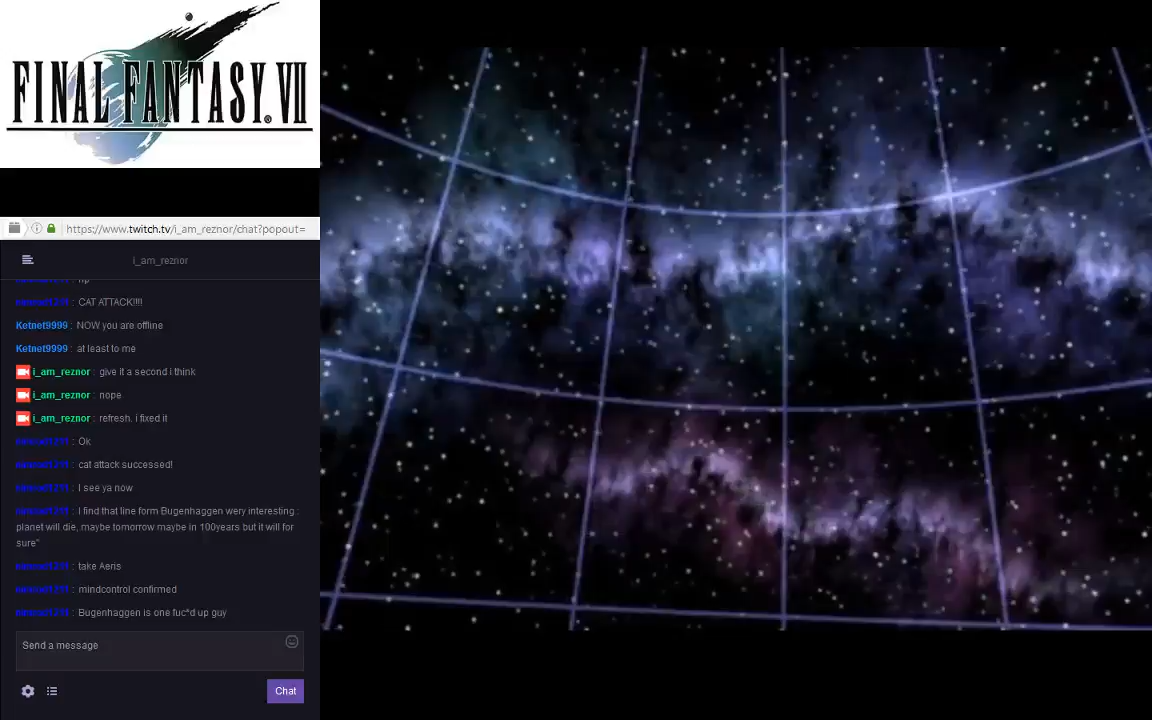 FINAL FANTASY. VII
https://www.twitch.tv/i_am_reznor/chat?popout=
i_am_reznor
CAT ATTACK!!!!
Ketnet9999 : NOW you are offline
Ketnet9999 : at least to me
i_am_reznor : give it a second i think
i_am_reznor : nope
i_am_reznor : refresh. i fixed it
: Ok
: cat attack successed!
: I see ya now
: I find that line form Bugenhaggen wery interesting :
planet will die, maybe tomorrow maybe in 100years but it will for
sure"
: take Aeris
: mindcontrol confirmed
: Bugenhaggen is one fuc*d up guy
Send a message
Chat